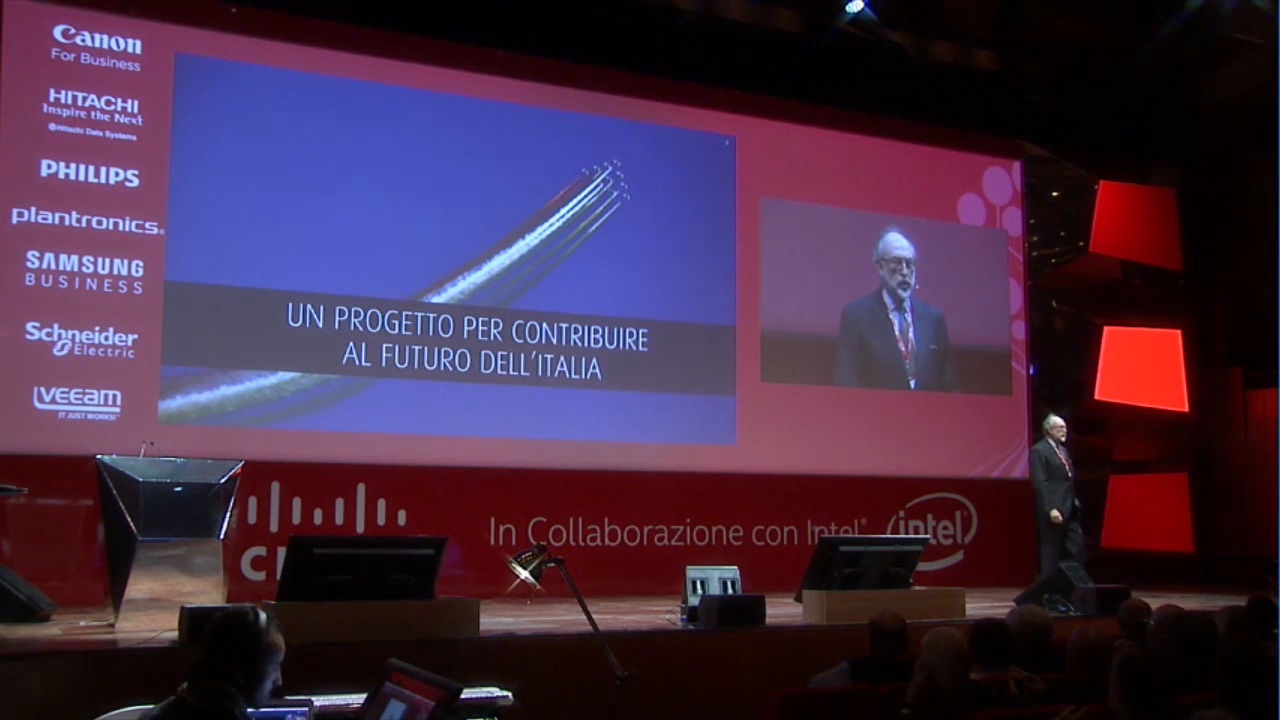 Canon
For Business
HITACHI
Inspire the Next
Hitachi Data Systems
PHILIPS
plantronics®
SAMSUNG
BUSINESS
Schneider
Electric
veeAM
IT JUST WORKS!
UN PROGETTO PER CONTRIBUIRE
AL FUTURO DELL'ITALIA
In Collaborazione con Intel®
intel